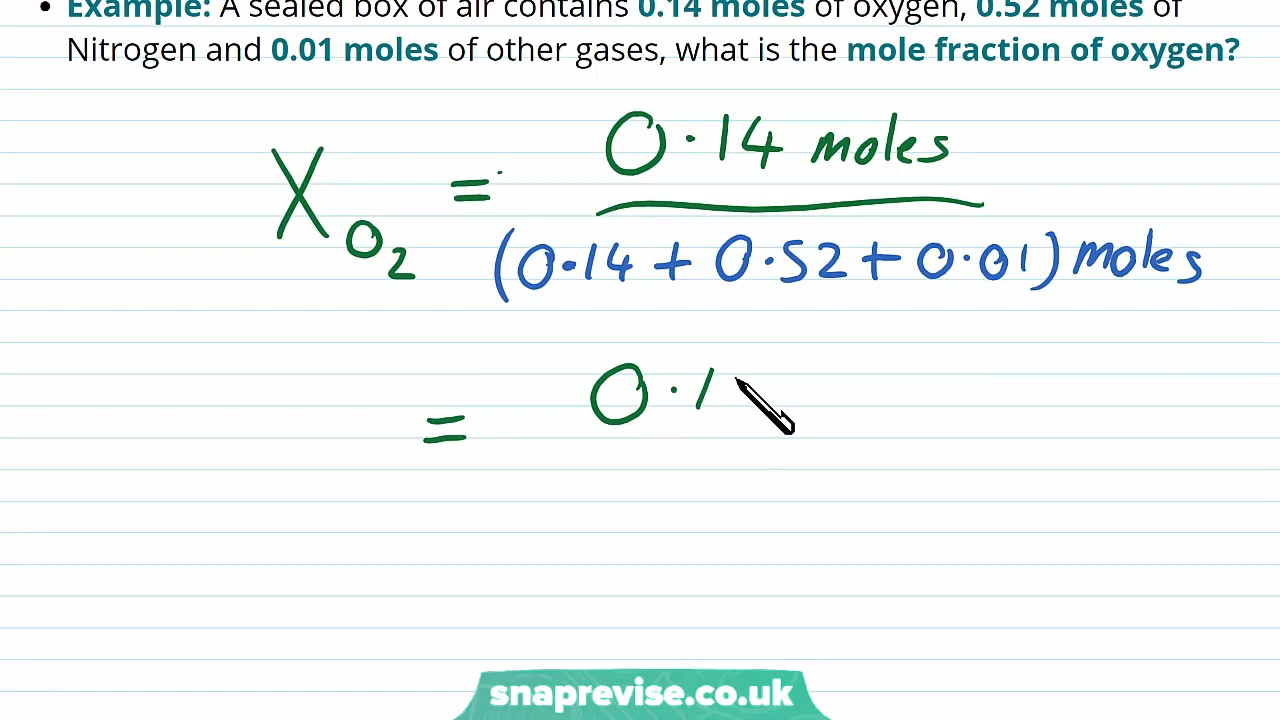 • Example: A sealed box of air contains 0.14 moles of oxygen, 0.52 moles of
Nitrogen and 0.01 moles of other gases, what is the mole fraction of oxygen?
X O2 = 0.14 moles
(0.14 + 0.52 + 0.01) moles
= 0.1
snaprevise.co.uk